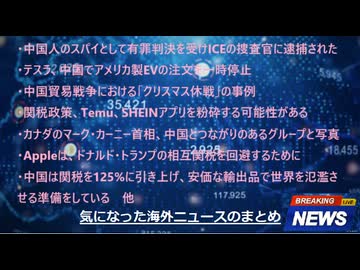 ・中国人のスパイとして有罪判決を受けICEの捜査官に逮捕された
・テスラ、中国でアメリカ製EVの注文を一時停止
・中国貿易戦争における「クリスマス休戦」の事例
35,421
・関税政策、Temu、SHEINアプリを粉砕する可能性がある
・カナダのマーク・カーニー首相、中国とつながりのあるグループと写真
・Appleは、ドナルド・トランプの相互関税を回避するために
・中国は関税を125%に引き上げ、安価な輸出品で世界を氾濫さ
せる準備をしている　他
17,925
BREAKING LIVE
NEWS
気になった海外ニュースのまとめ